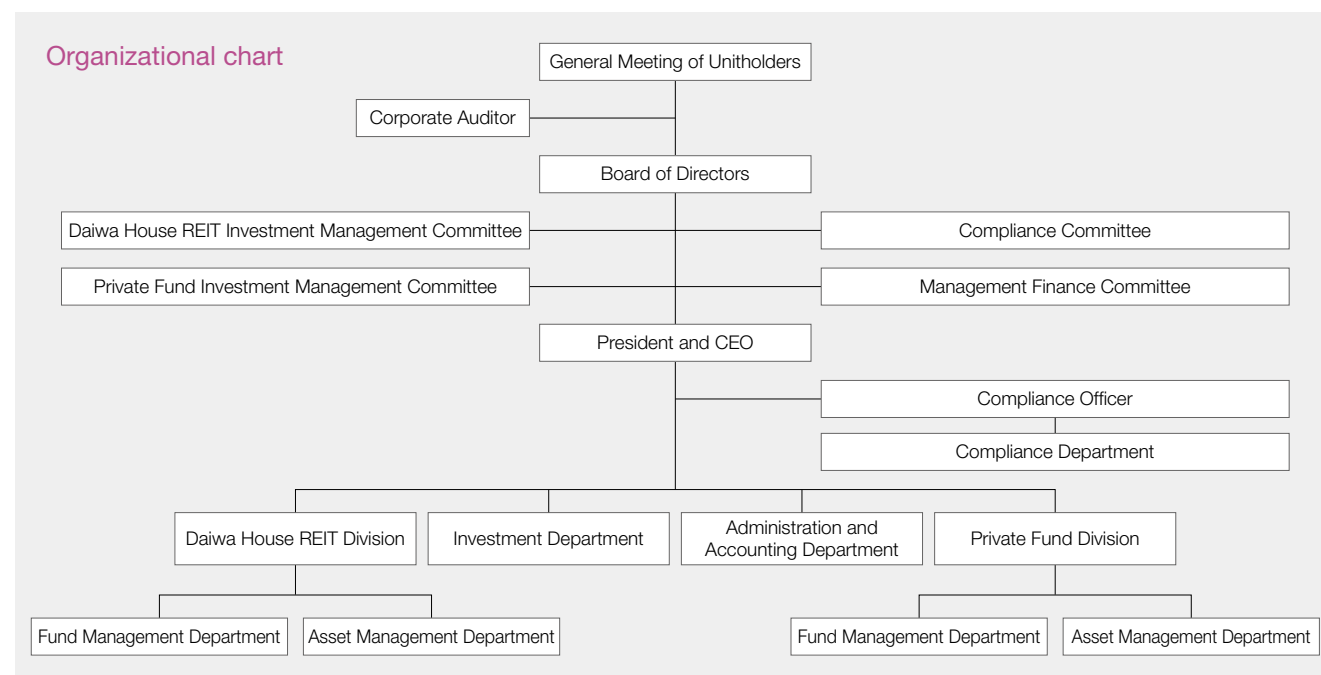 Organizational chart
General Meeting of Unitholders
Corporate Auditor
Board of Directors
Daiwa House REIT Investment Management Committee
Compliance Committee
Private Fund Investment Management Committee
Management Finance Committee
President and CEO
Compliance Officer
Compliance Department
Daiwa House REIT Division
Investment Department
Administration and
Accounting Department
Private Fund Division
Fund Management Department
Asset Management Department
Fund Management Department
Asset Management Department